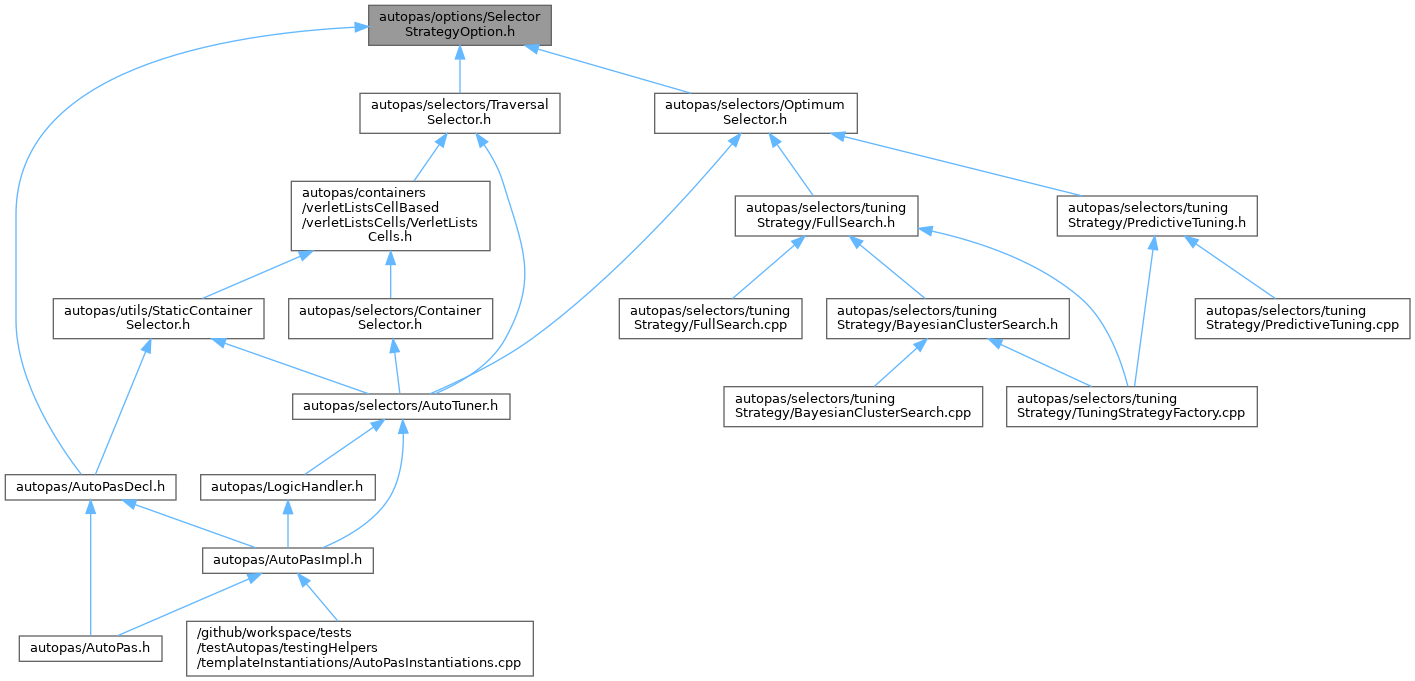 autopas/options/Selector
StrategyOption.h
autopas/selectors/Traversal
Selector.h
autopas/selectors/Optimum
Selector.h
autopas/containers
/verletListsCellBased
/verletListsCells/VerletLists
Cells.h
autopas/selectors/tuning
Strategy/FullSearch.h
autopas/selectors/tuning
Strategy/PredictiveTuning.h
autopas/utils/StaticContainer
Selector.h
autopas/selectors/Container
Selector.h
autopas/selectors/tuning
Strategy/FullSearch.cpp
autopas/selectors/tuning
Strategy/BayesianClusterSearch.h
autopas/selectors/tuning
Strategy/PredictiveTuning.cpp
autopas/selectors/AutoTuner.h
autopas/selectors/tuning
Strategy/BayesianClusterSearch.cpp
autopas/selectors/tuning
Strategy/TuningStrategyFactory.cpp
autopas/AutoPasDecl.h
autopas/LogicHandler.h
autopas/AutoPasImpl.h
autopas/AutoPas.h
/github/workspace/tests
/testAutopas/testingHelpers
/templateInstantiations/AutoPasInstantiations.cpp